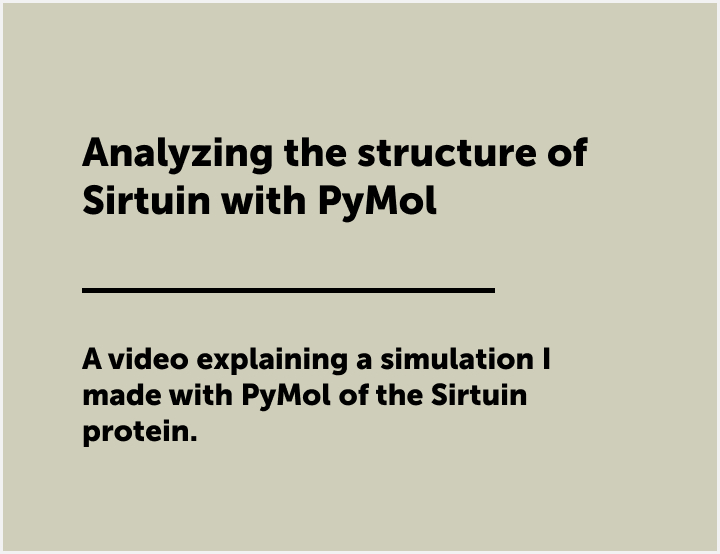 Analyzing the structure of
Sirtuin with PyMol
A video explaining a simulation I
made with PyMol of the Sirtuin
protein.